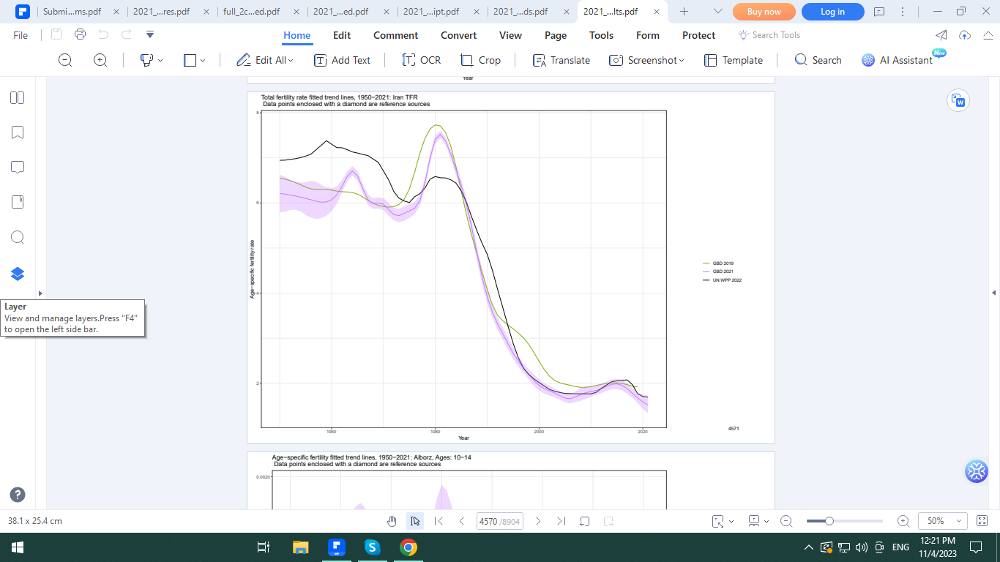 Submi...ms.pdf
2021_...res.pdf
full_2c...ed.pdf
2021_...ed.pdf
2021_...ipt.pdf
2021_...ds.pdf
2021_...lts.pdf
Buy now
Log in
File
Home
Edit
Comment
Convert
View
Page
Tools
Form
Protect
Search Tools
Edit All
Add Text
OCR
Crop
Translate
Screenshot
Template
Search
AI Assistant
New
Year
Total fertility rate fitted trend lines, 1950−2021: Iran TFR
Data points enclosed with a diamond are reference sources
8
6
4
2
Age−specific fertility rate
1960
1980
2000
2020
Year
GBD 2019
GBD 2021
UN WPP 2022
4571
Layer
View and manage layers.Press "F4"
to open the left side bar.
Age−specific fertility fitted trend lines, 1950−2021: Alborz, Ages: 10−14
Data points enclosed with a diamond are reference sources
0.0020
38.1 x 25.4 cm
4570 /8904
50%
ENG
12:21 PM
11/4/2023